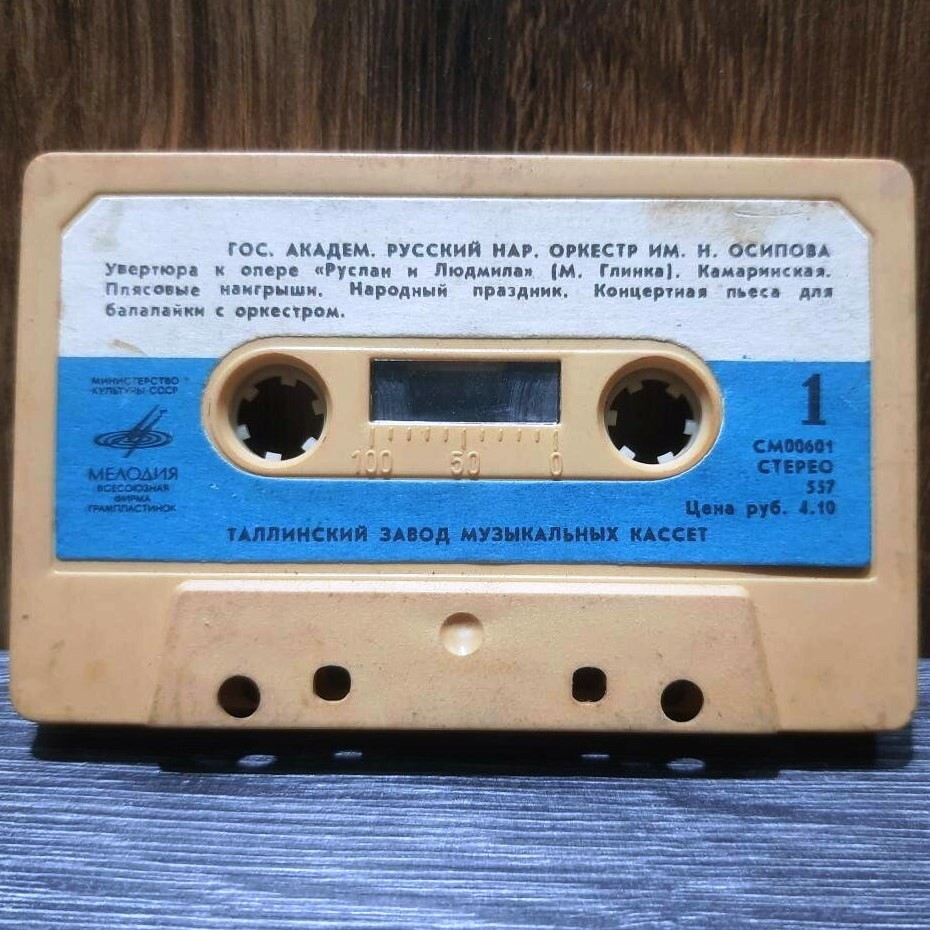 ГОС. АКАДЕМ. РУССКИЙ НАР. ОРКЕСТР ИМ. Н. ОСИПОВА
Увертюра к опере «Руслан и Людмила» (М. Глинка). Камаринская.
Плясовые наигрыши. Народный праздник. Концертная пьеса для
балалайки с оркестром.
МИНИСТЕРСТВО
КУЛЬТУРЫ СССР
МЕЛОДИЯ
ВСЕСОЮЗНАЯ
ФИРМА
ГРАМПЛАСТИНОК
100 50 0
1
СМ00601
СТЕРЕО
557
Цена руб. 4.10
ТАЛЛИНСКИЙ ЗАВОД МУЗЫКАЛЬНЫХ КАССЕТ